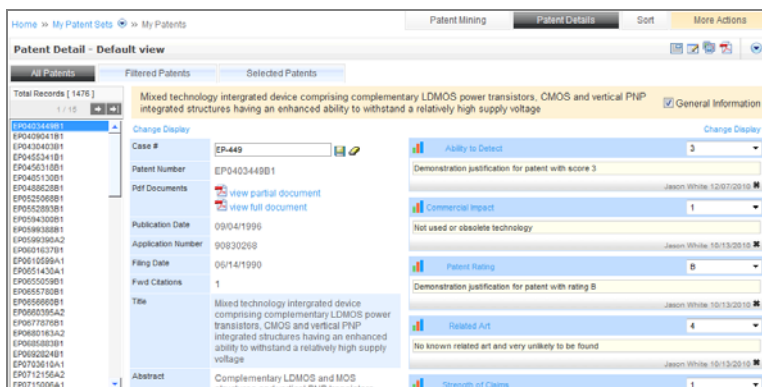 Home » My Patent Sets » My Patents
Patent Mining
Patent Details
Sort
More Actions
Patent Detail - Default view
All Patents
Filtered Patents
Selected Patents
Total Records [ 1476 ]
1 / 15
Mixed technology intergrated device comprising complementary LDMOS power transistors, CMOS and vertical PNP
integrated structures having an enhanced ability to withstand a relatively high supply voltage
General Information
EP0403449B1
EP0409041B1
EP0430403B1
EP0455341B1
EP0456318B1
EP0485130B1
EP0488628B1
EP0525068B1
EP0552893B1
EP0594300B1
EP0599388B1
EP0599390A2
EP0601637B1
EP0610599A1
EP0651430A1
EP0655059B1
EP0655780B1
EP0656660B1
EP0660395A2
EP0677876B1
EP0680163A2
EP0685883B1
EP0692824B1
EP0703610A1
EP0712156A2
EP0715006A1
Change Display
Case #
EP-449
Patent Number
EP0403449B1
Pdf Documents
view partial document
view full document
Publication Date
09/04/1996
Application Number
90830268
Filing Date
06/14/1990
Fwd Citations
1
Title
Mixed technology intergrated device
comprising complementary LDMOS power
transistors, CMOS and vertical PNP
integrated structures having an enhanced
ability to withstand a relatively high supply
voltage
Abstract
Complementary LDMOS and MOS
Change Display
Ability to Detect
3
Demonstration justification for patent with score 3
Jason White 12/07/2010
Commercial Impact
1
Not used or obsolete technology
Jason White 10/13/2010
Patent Rating
B
Demonstration justification for patent with rating B
Jason White 10/13/2010
Related Art
4
No known related art and very unlikely to be found
Jason White 10/13/2010
Strength of Claims
1